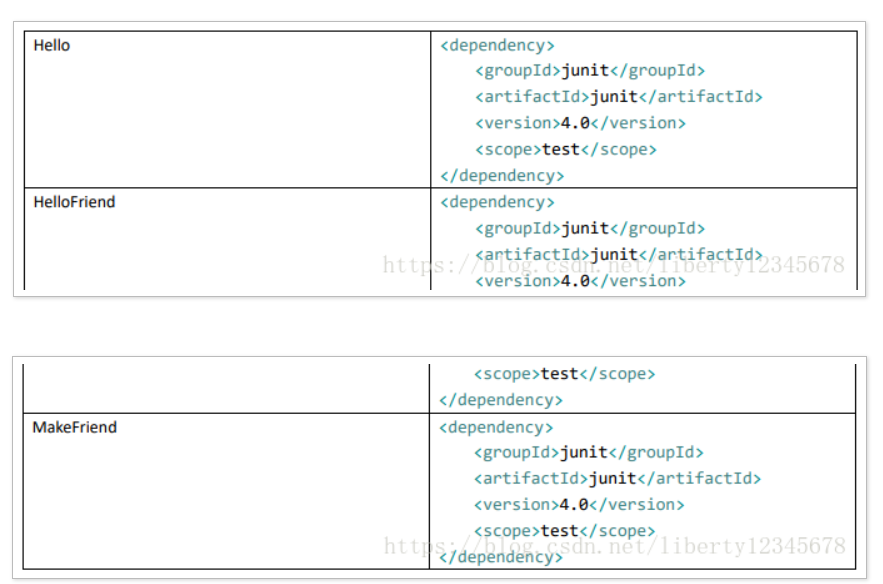 Hello
<dependency>
<groupId>junit</groupId>
<artifactId>junit</artifactId>
<version>4.0</version>
<scope>test</scope>
</dependency>
HelloFriend
<dependency>
<groupId>junit</groupId>
<artifactId>junit</artifactId>
https://blog.csdn.net/liberty12345678
<version>4.0</version>
<scope>test</scope>
</dependency>
MakeFriend
<dependency>
<groupId>junit</groupId>
<artifactId>junit</artifactId>
<version>4.0</version>
<scope>test</scope>
https://blog.csdn.net/liberty12345678
</dependency>